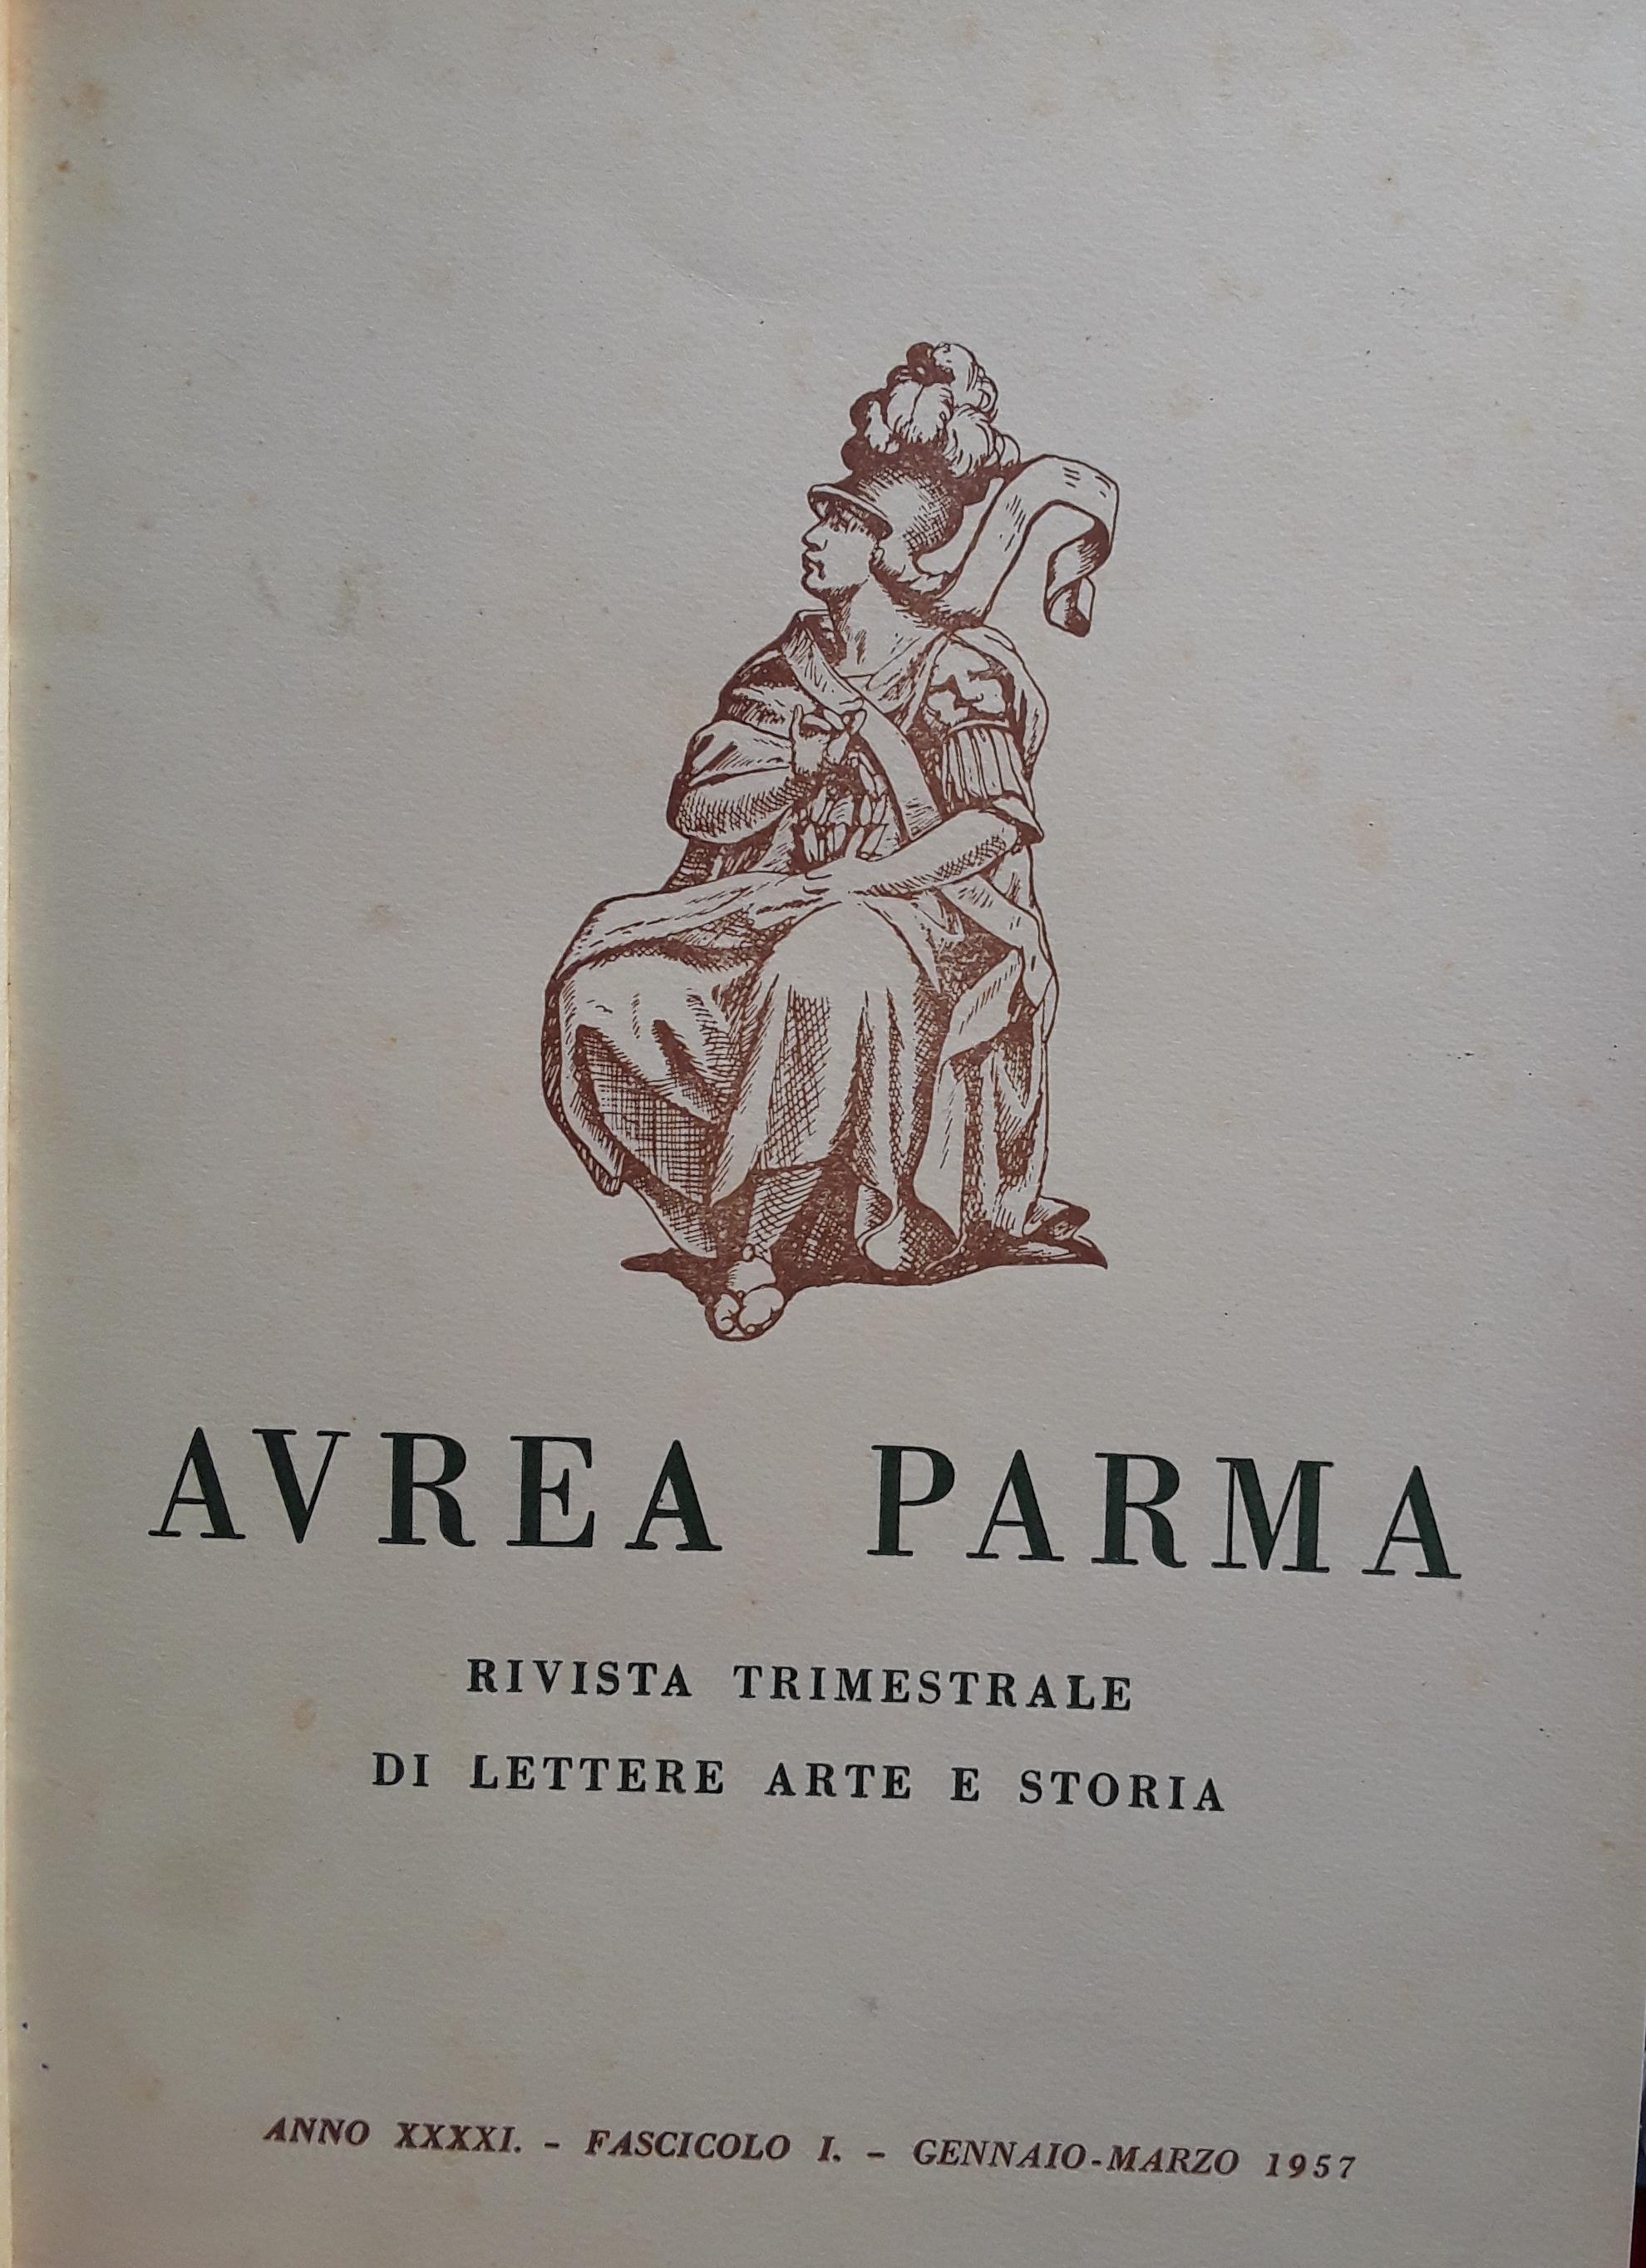 AVREA PARMA
RIVISTA TRIMESTRALE
DI LETTERE ARTE E STORIA
ANNO XXXXI. - FASCICOLO I. - GENNAIO-MARZO 1957